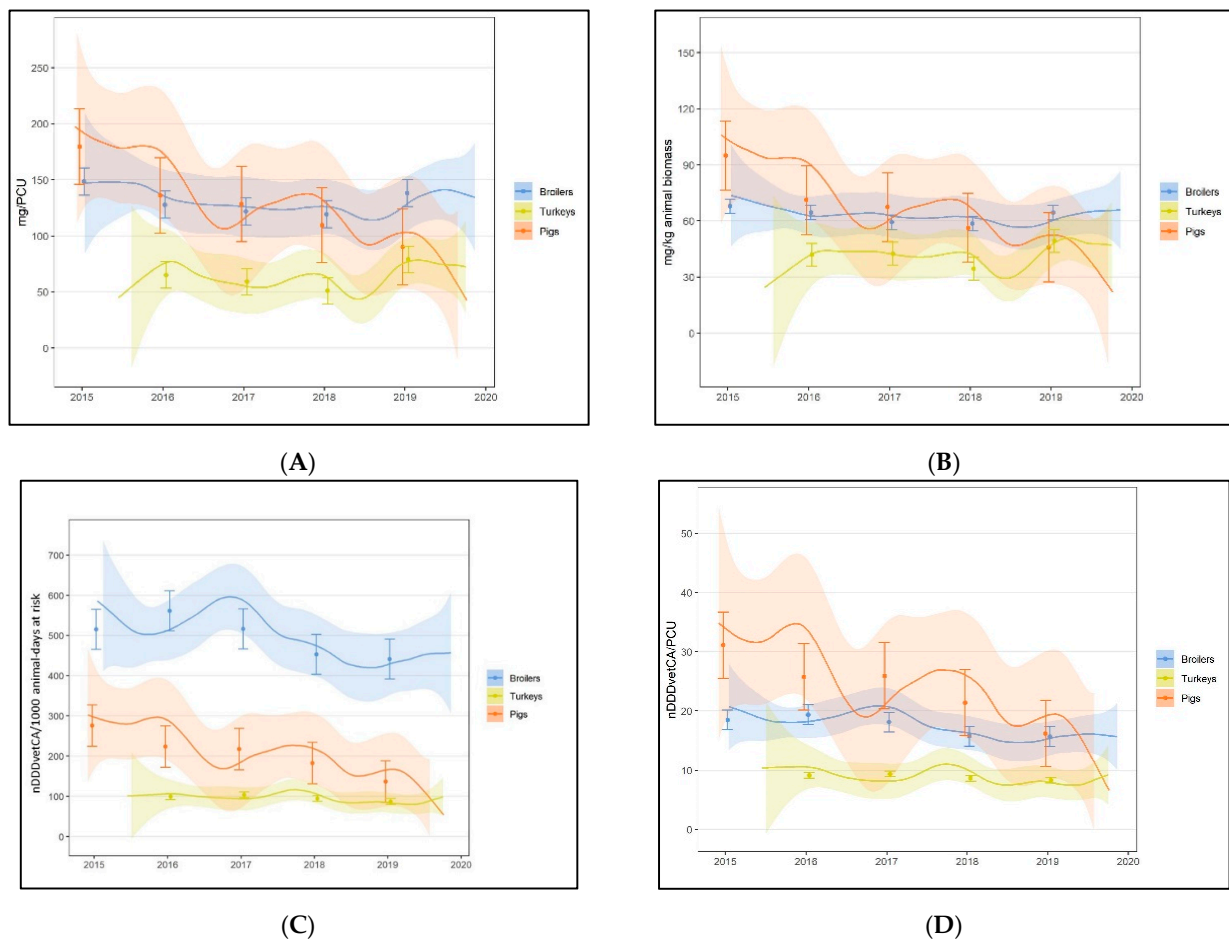 250
200
150
100
50
0
mg/PCU
2015 2016 2017 2018 2019 2020
Broilers
Turkeys
Pigs
(A)
150
120
90
60
30
0
mg/kg animal biomass
2015 2016 2017 2018 2019 2020
Broilers
Turkeys
Pigs
(B)
700
600
500
400
300
200
100
0
nDDDvetCA/1000 animal-days at risk
2015 2016 2017 2018 2019 2020
Broilers
Turkeys
Pigs
(C)
50
40
30
20
10
0
nDDDvetCA/PCU
2015 2016 2017 2018 2019 2020
Broilers
Turkeys
Pigs
(D)